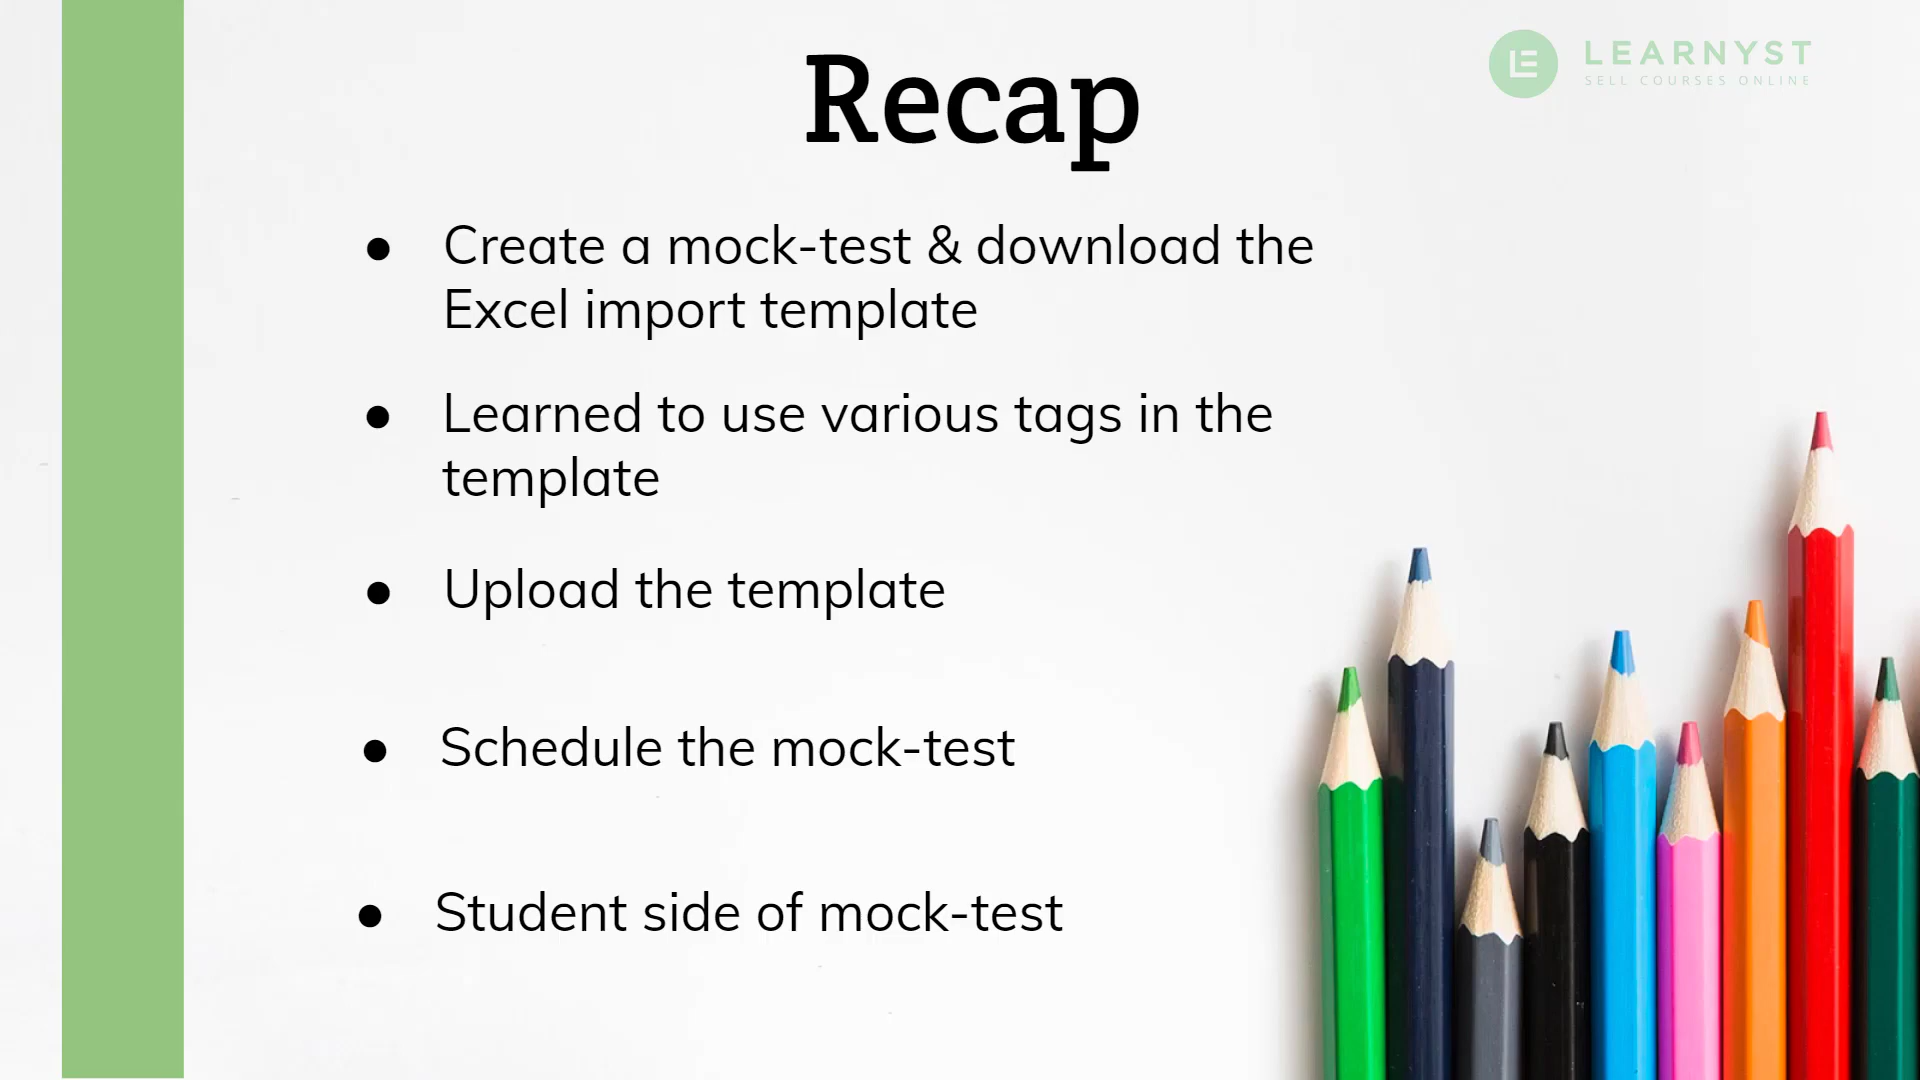 Recap
LE LEARNYST
SELL COURSES ONLINE
● Create a mock-test & download the
Excel import template
● Learned to use various tags in the
template
● Upload the template
● Schedule the mock-test
● Student side of mock-test